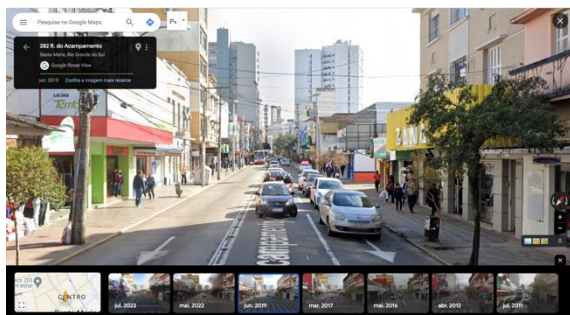 Pesquise no Google Maps
282 R. do Acampamento
Santa Maria, Rio Grande do Sul
Google Street View
jun. 2019 Confira a imagem mais recente
ZANE
CENTRO
jul. 2023
mai. 2022
jun. 2019
mar. 2017
mai. 2016
abr. 2012
jul. 2011